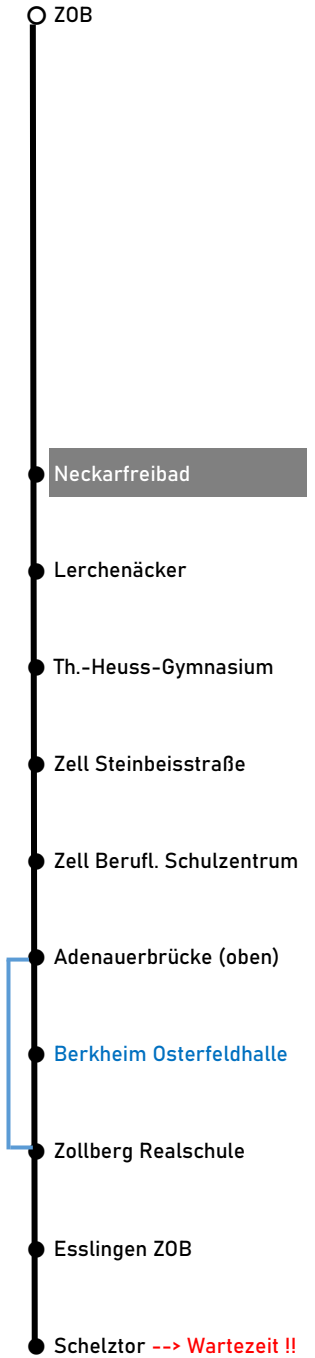 ZOB
Neckarfreibad
Lerchenäcker
Th.-Heuss-Gymnasium
Zell Steinbeisstraße
Zell Berufl. Schulzentrum
Adenauerbrücke (oben)
Berkheim Osterfeldhalle
Zollberg Realschule
Esslingen ZOB
Schelztor --> Wartezeit !!